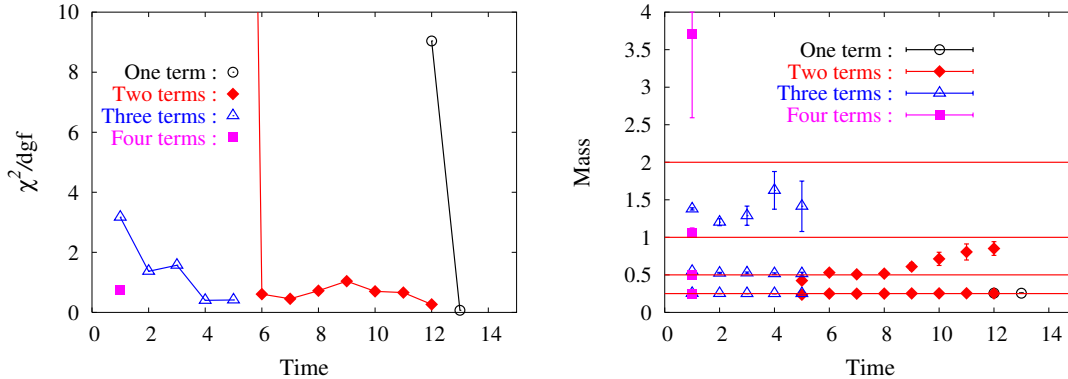 10
8
6
4
2
0
0 2 4 6 8 10 12 14
χ²/dgf
Time
One term :
Two terms :
Three terms :
Four terms :
4
3.5
3
2.5
2
1.5
1
0.5
0
0 2 4 6 8 10 12 14
Mass
Time
One term :
Two terms :
Three terms :
Four terms :